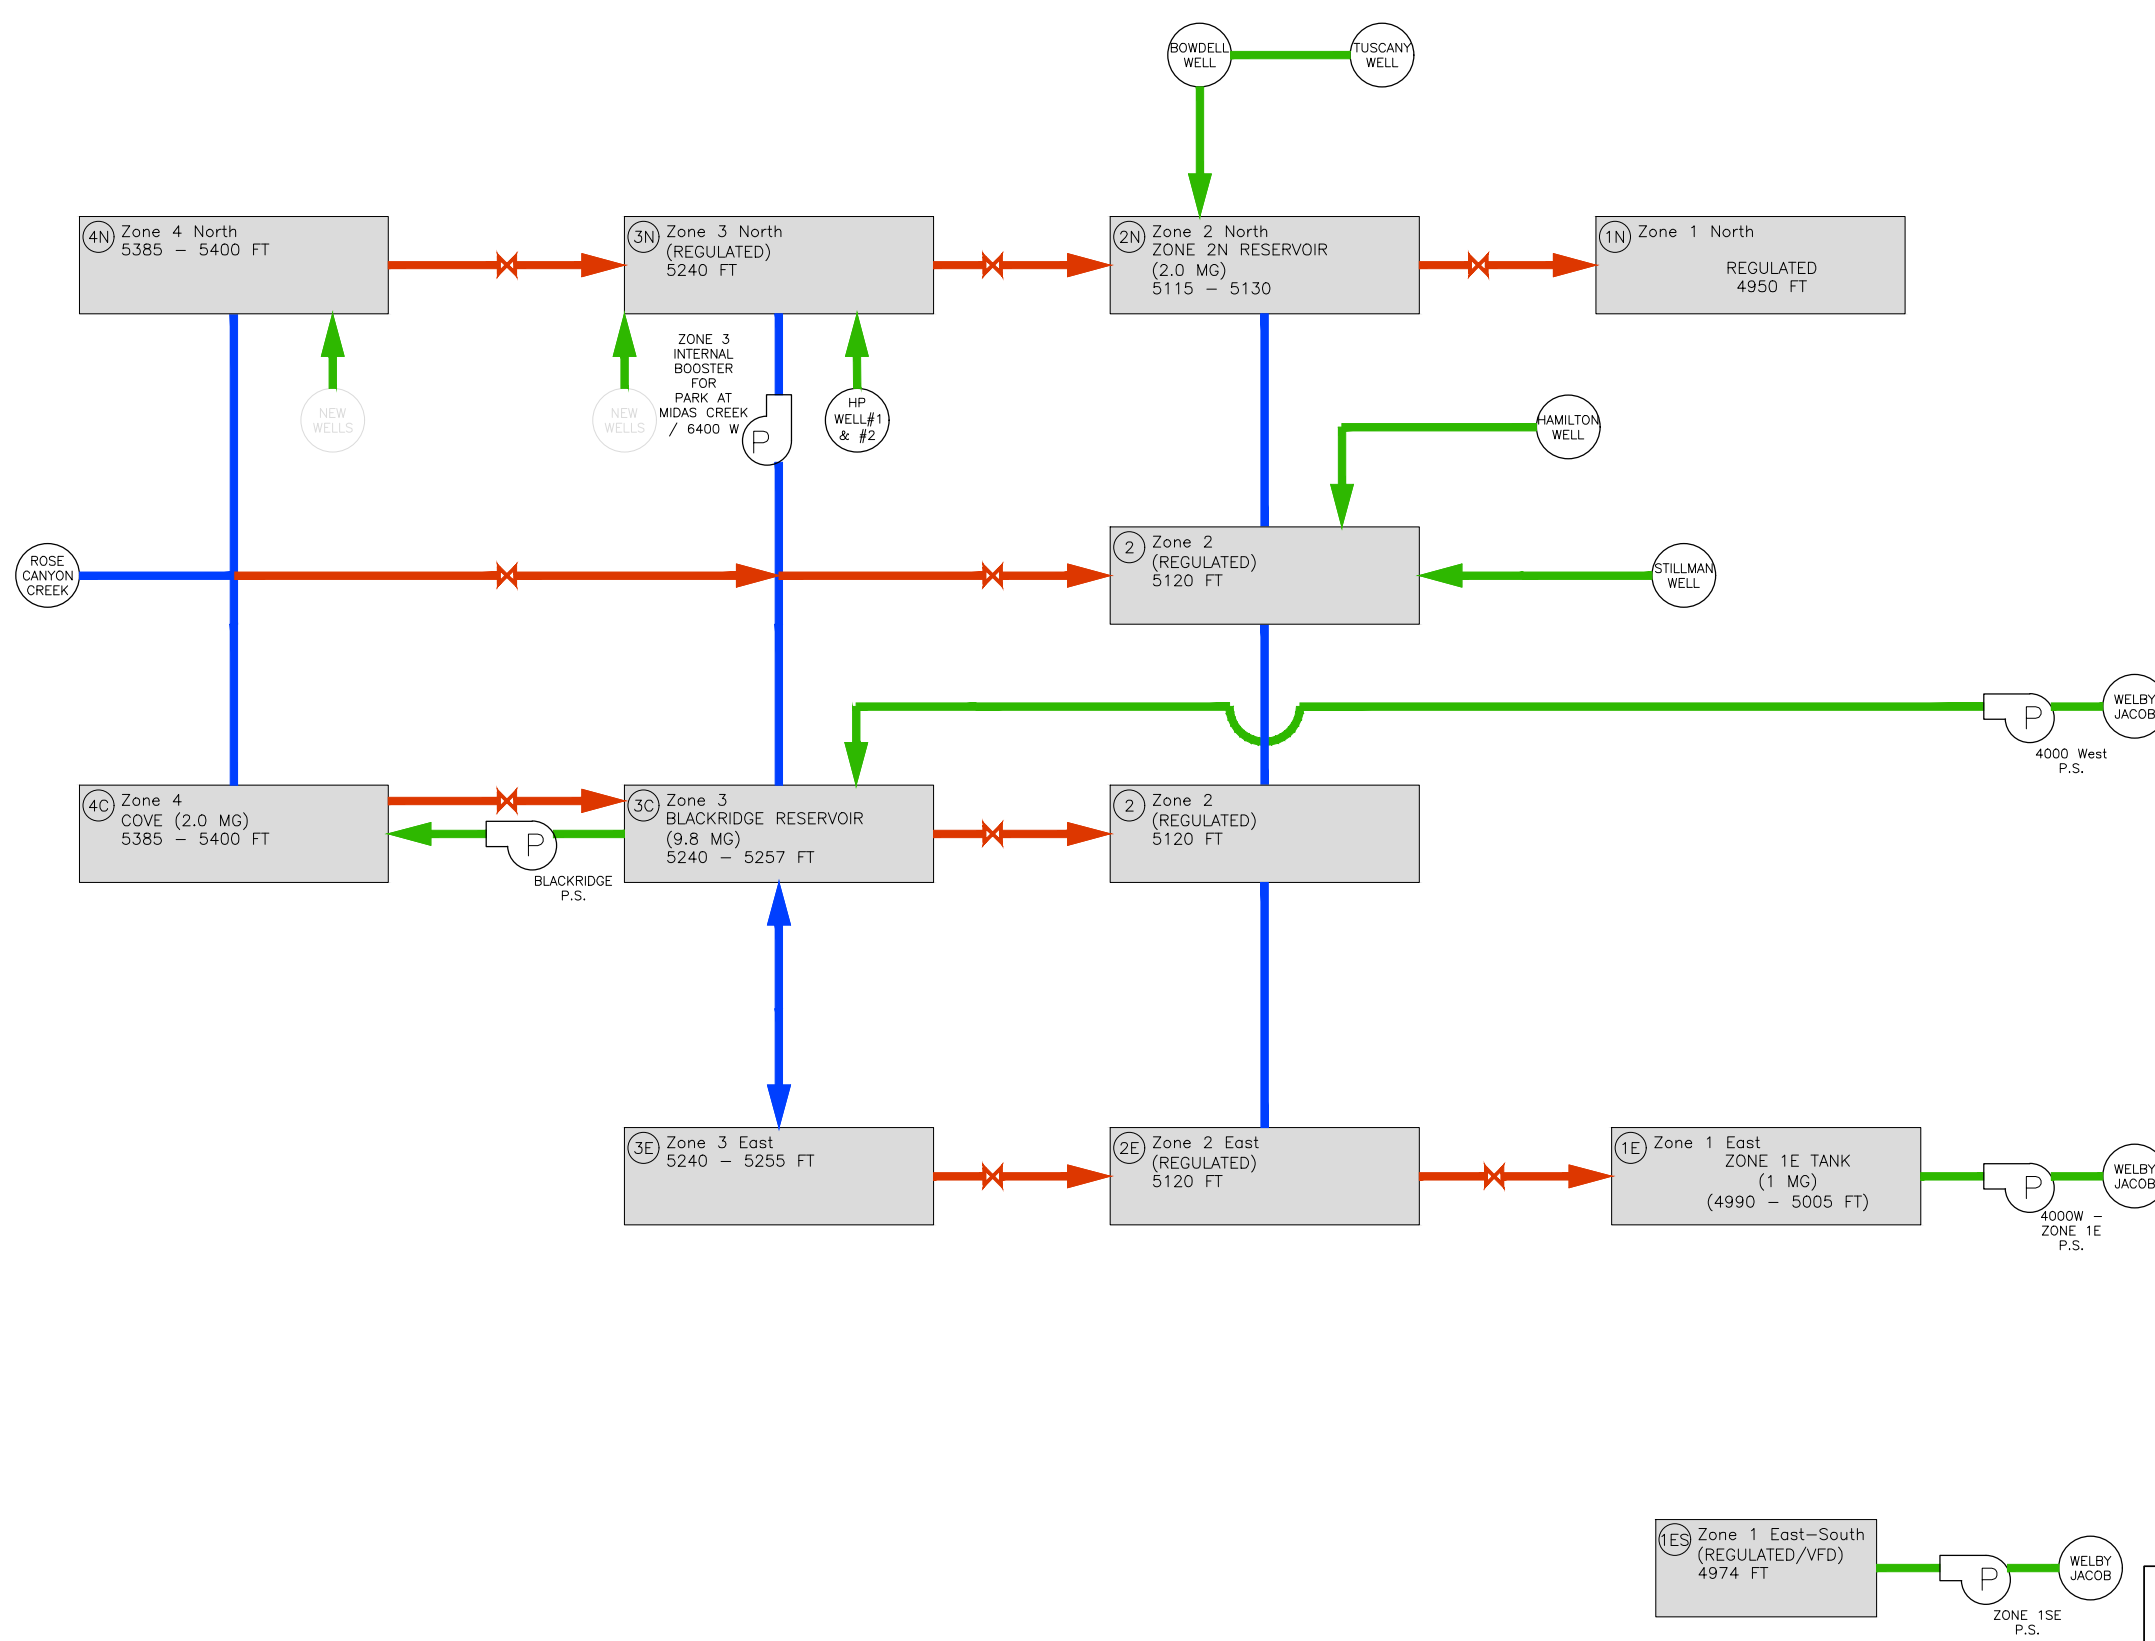 BOWDELL
WELL
TUSCANY
WELL
4N
Zone 4 North
5385 - 5400 FT
3N
Zone 3 North
(REGULATED)
5240 FT
2N
Zone 2 North
ZONE 2N RESERVOIR
(2.0 MG)
5115 - 5130
1N
Zone 1 North
REGULATED
4950 FT
NEW
WELLS
NEW
WELLS
ZONE 3
INTERNAL
BOOSTER
FOR
PARK AT
MIDAS CREEK
/ 6400 W
P
HP
WELL#1
& #2
HAMILTON
WELL
ROSE
CANYON
CREEK
2
Zone 2
(REGULATED)
5120 FT
STILLMAN
WELL
P
4000 West
P.S.
WELBY
JACOB
4C
Zone 4
COVE (2.0 MG)
5385 - 5400 FT
P
BLACKRIDGE
P.S.
3C
Zone 3
BLACKRIDGE RESERVOIR
(9.8 MG)
5240 - 5257 FT
2
Zone 2
(REGULATED)
5120 FT
3E
Zone 3 East
5240 - 5255 FT
2E
Zone 2 East
(REGULATED)
5120 FT
1E
Zone 1 East
ZONE 1E TANK
(1 MG)
(4990 - 5005 FT)
P
4000W -
ZONE 1E
P.S.
WELBY
JACOB
1ES
Zone 1 East-South
(REGULATED/VFD)
4974 FT
P
ZONE 1SE
P.S.
WELBY
JACOB